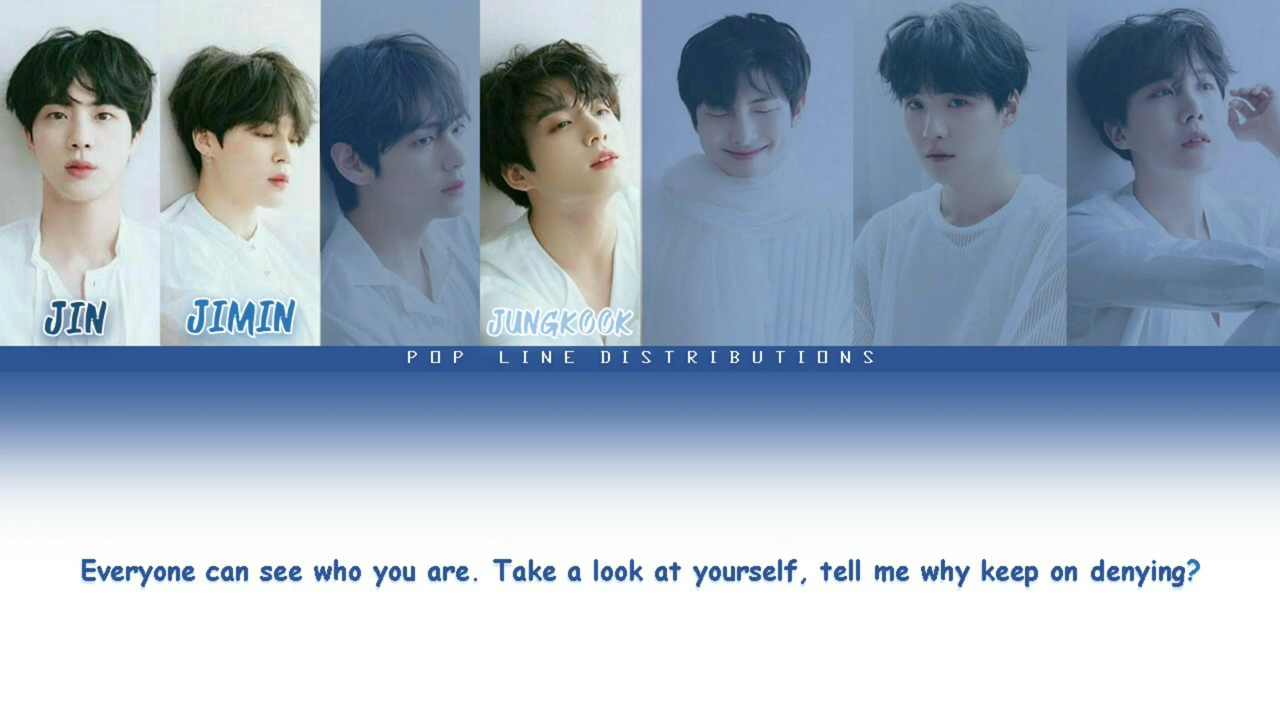 JIN
JIMIN
JUNGKOOK
POP LINE DISTRIBUTIONS
Everyone can see who you are. Take a look at yourself, tell me why keep on denying?